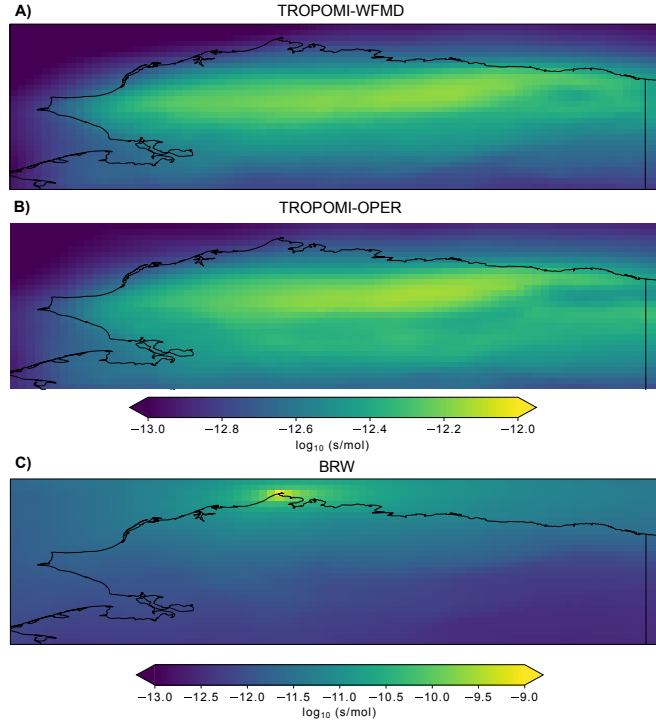 A)
TROPOMI-WFMD
B)
TROPOMI-OPER
−13.0 −12.8 −12.6 −12.4 −12.2 −12.0
log₁₀ (s/mol)
C)
BRW
−13.0 −12.5 −12.0 −11.5 −11.0 −10.5 −10.0 −9.5 −9.0
log₁₀ (s/mol)